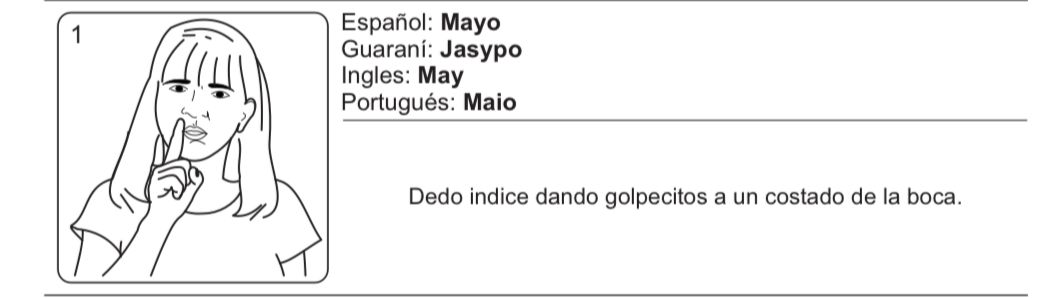 1
Español: Mayo
Guaraní: Jasypo
Ingles: May
Portugués: Maio
Dedo indice dando golpecitos a un costado de la boca.